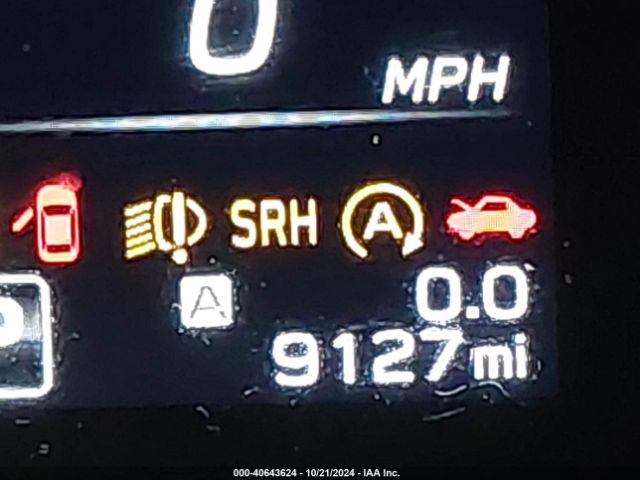 0
MPH
SRH A
A 0.0
P 9127mi
000-40643624 - 10/21/2024 - IAA Inc.